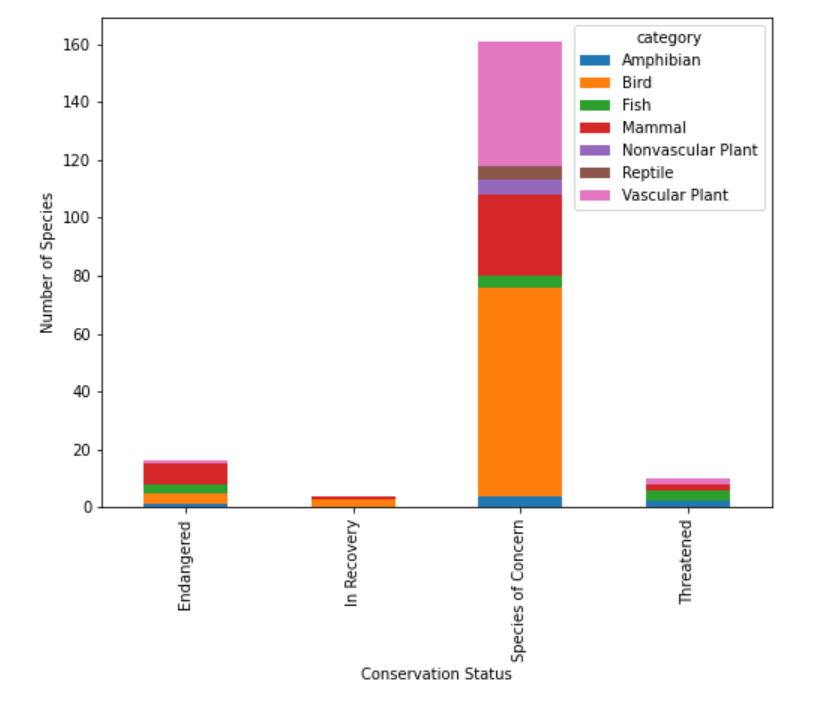 160
140
120
100
80
60
40
20
0
Number of Species
category
Amphibian
Bird
Fish
Mammal
Nonvascular Plant
Reptile
Vascular Plant
Endangered
In Recovery
Species of Concern
Threatened
Conservation Status